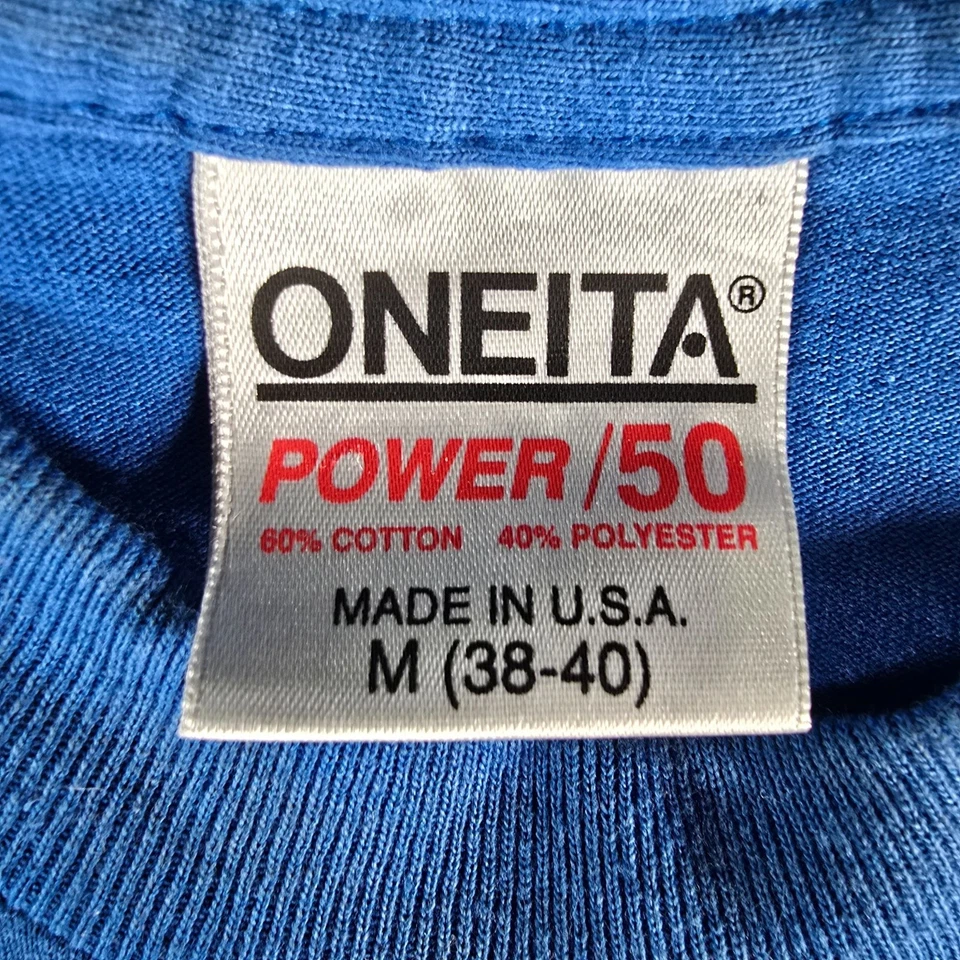 ONEITA®
POWER/50
60% COTTON 40% POLYESTER
MADE IN U.S.A.
M (38-40)